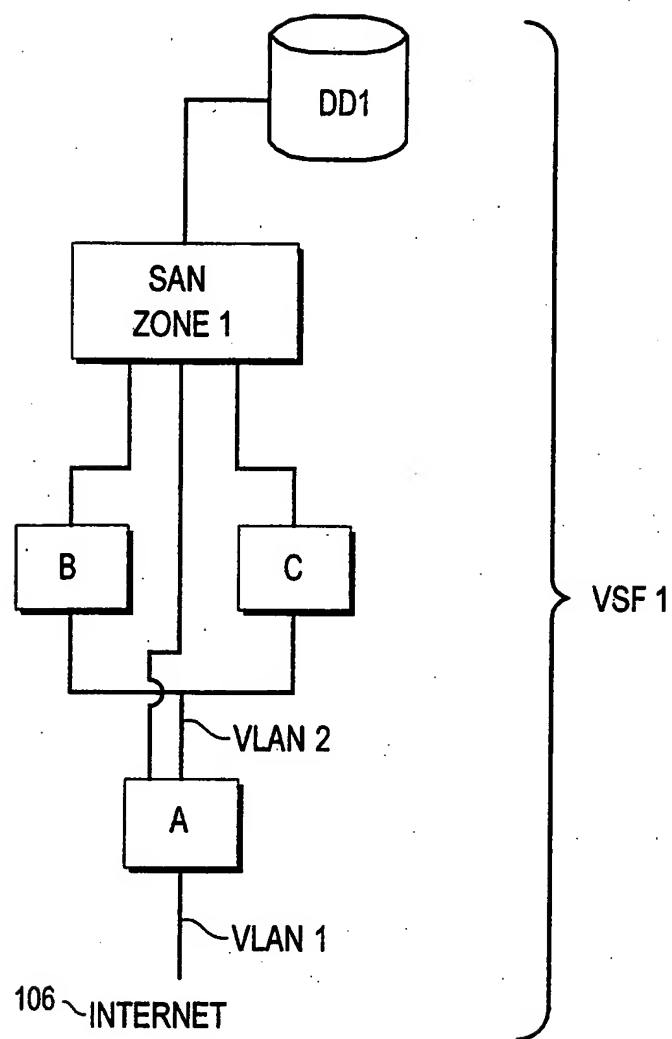 DD1
SAN
ZONE 1
B
C
VSF 1
VLAN 2
A
VLAN 1
106
INTERNET